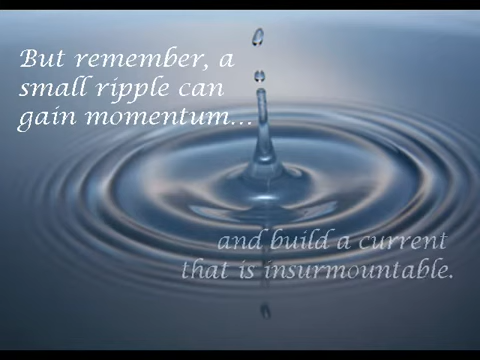 But remember, a
small ripple can
gain momentum...
and build a current
that is insurmountable.